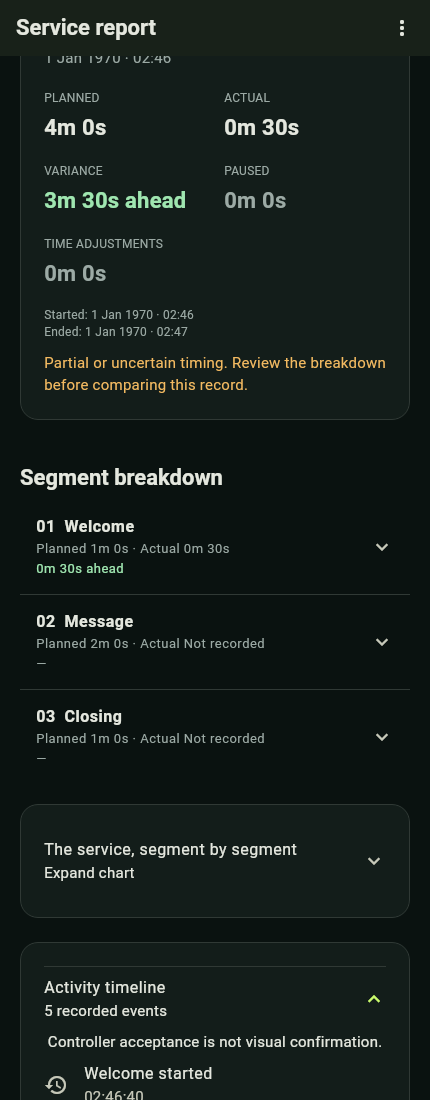 Service report
1 Jan 1970 · 02:46
PLANNED
ACTUAL
4m 0s
0m 30s
VARIANCE
PAUSED
3m 30s ahead
0m 0s
TIME ADJUSTMENTS
0m 0s
Started: 1 Jan 1970 · 02:46
Ended: 1 Jan 1970 · 02:47
Partial or uncertain timing. Review the breakdown
before comparing this record.
Segment breakdown
01 Welcome
Planned 1m 0s · Actual 0m 30s
0m 30s ahead
02 Message
Planned 2m 0s · Actual Not recorded
—
03 Closing
Planned 1m 0s · Actual Not recorded
—
The service, segment by segment
Expand chart
Activity timeline
5 recorded events
Controller acceptance is not visual confirmation.
Welcome started
02:46:40